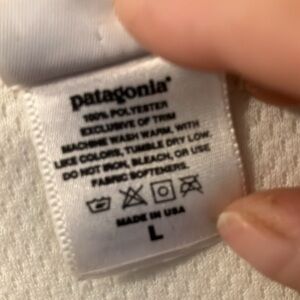 patagonia®
100% POLYESTER
EXCLUSIVE OF TRIM
MACHINE WASH WARM, WITH
LIKE COLORS, TUMBLE DRY LOW.
DO NOT IRON, BLEACH, OR USE
FABRIC SOFTENERS.
MADE IN USA
L